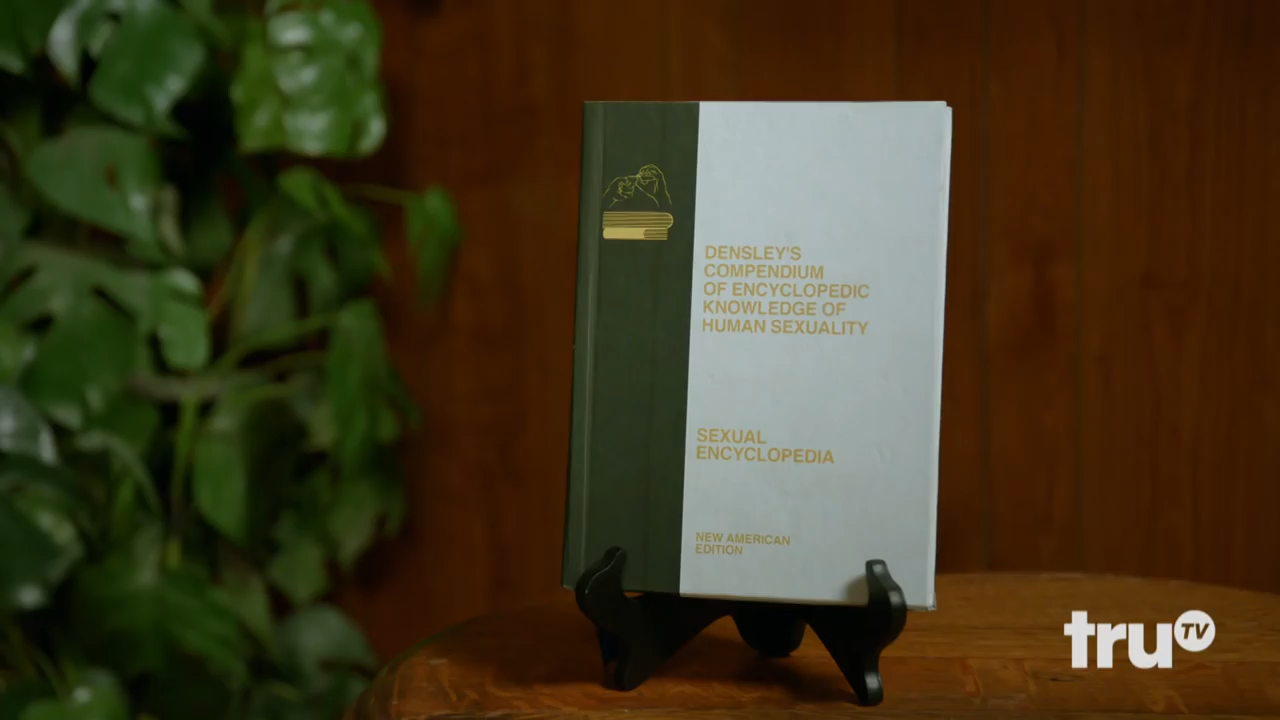 DENSLEY'S
COMPENDIUM
OF ENCYCLOPEDIC
KNOWLEDGE OF
HUMAN SEXUALITY
SEXUAL
ENCYCLOPEDIA
NEW AMERICAN
EDITION
truTV